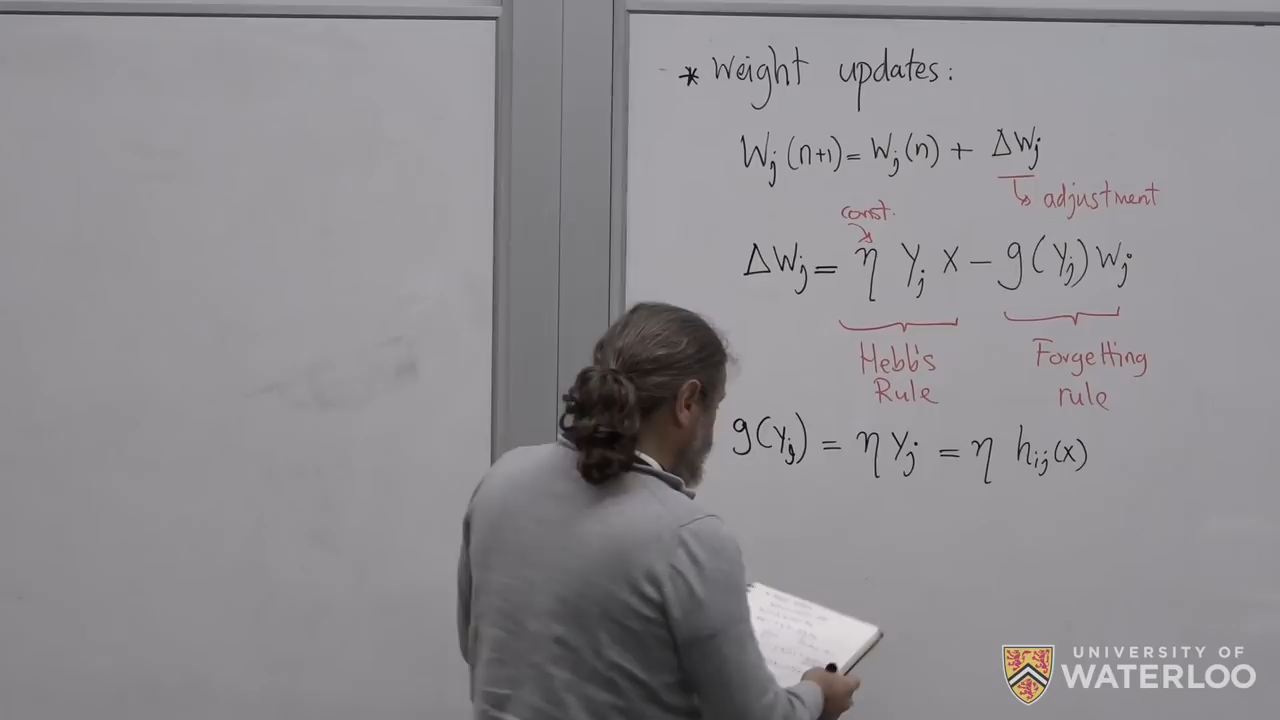 * Weight updates:
Wj (n+1) = Wj (n) + ΔWj
↳ adjustment
const.
ΔWj = η yj x − g(yj) Wj
Hebb's Rule
Forgetting rule
g(yj) = η yj = η hij(x)
UNIVERSITY OF
WATERLOO